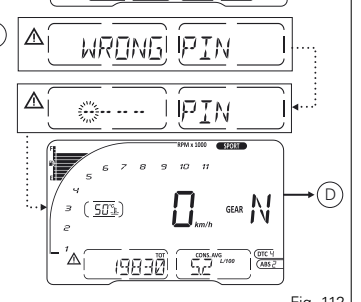 WRONG PIN
- - - - PIN
RPM x 1000 SPORT
F
E
1 2 3 4 5 6 7 8 9 10 11
50°F
0 km/h GEAR N
D
TOT CONS. AVG
19830 5.2 L/100
DTC 4
ABS 2
Fig. 112